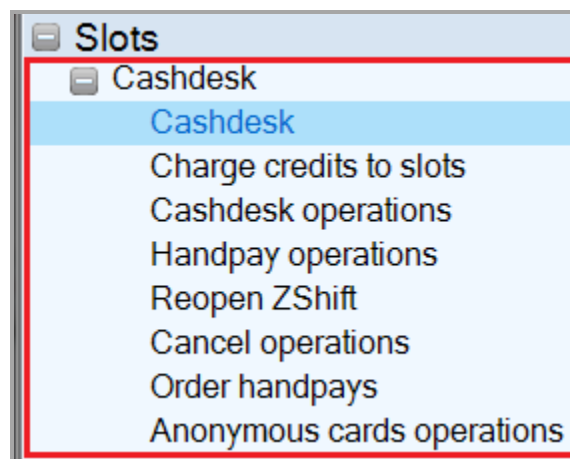 Slots
Cashdesk
Cashdesk
Charge credits to slots
Cashdesk operations
Handpay operations
Reopen ZShift
Cancel operations
Order handpays
Anonymous cards operations